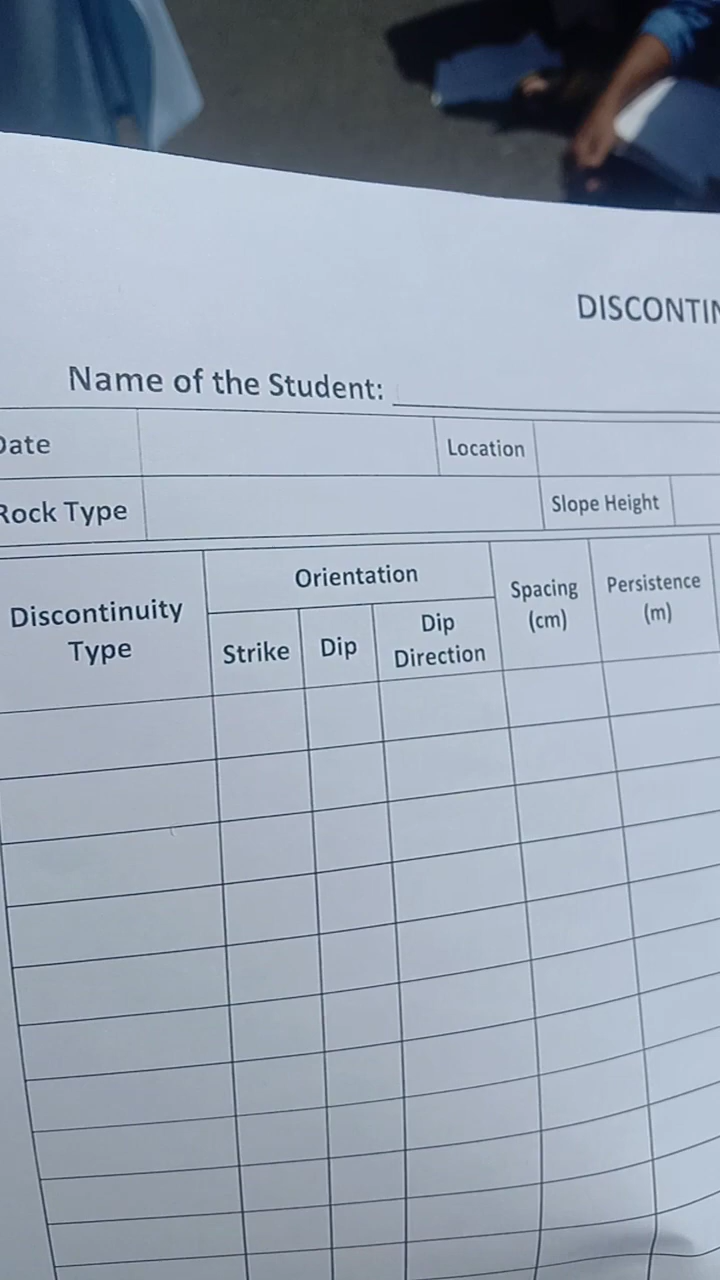 DISCONTIN
Name of the Student:
Date
Location
Rock Type
Slope Height
Discontinuity
Type
Orientation
Strike
Dip
Dip
Direction
Spacing
(cm)
Persistence
(m)